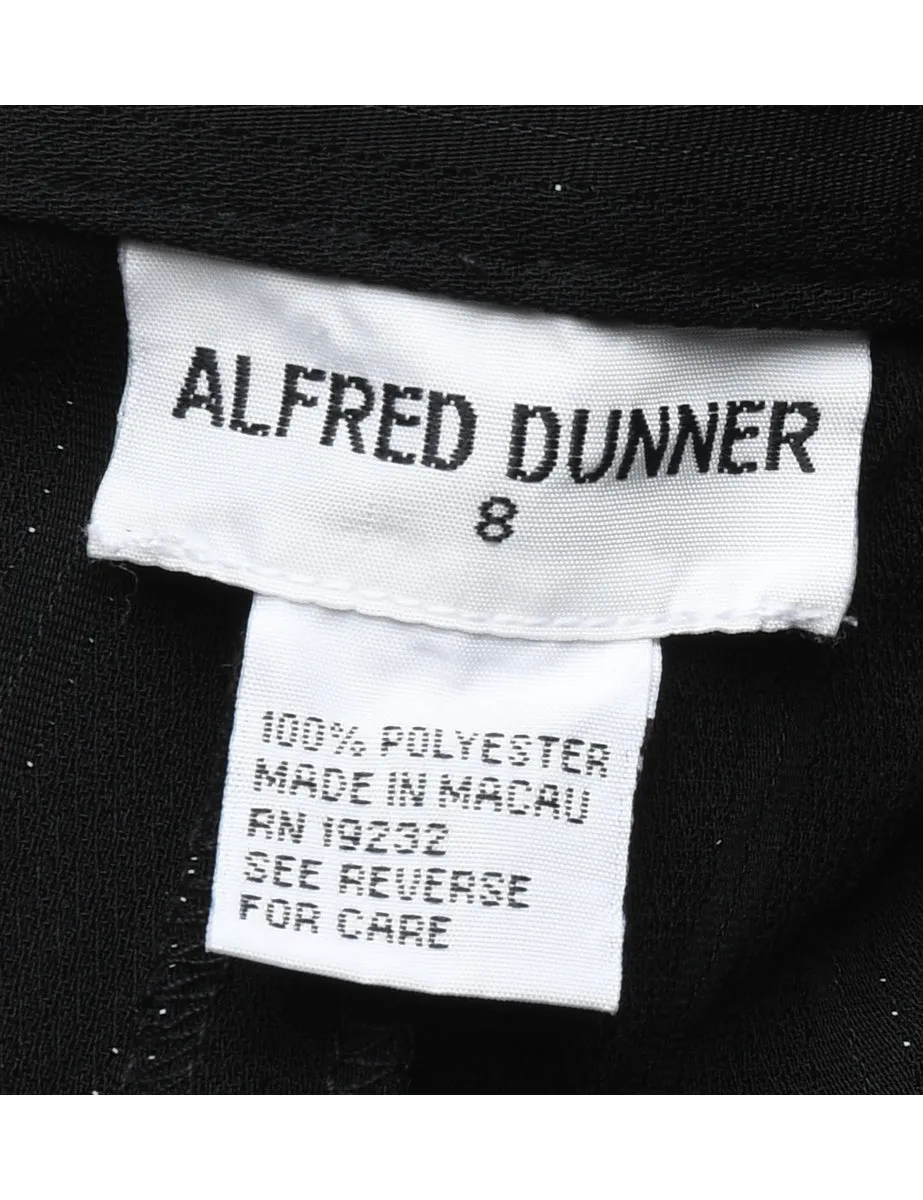 ALFRED DUNNER
8
100% POLYESTER
MADE IN MACAU
RN 19232
SEE REVERSE
FOR CARE